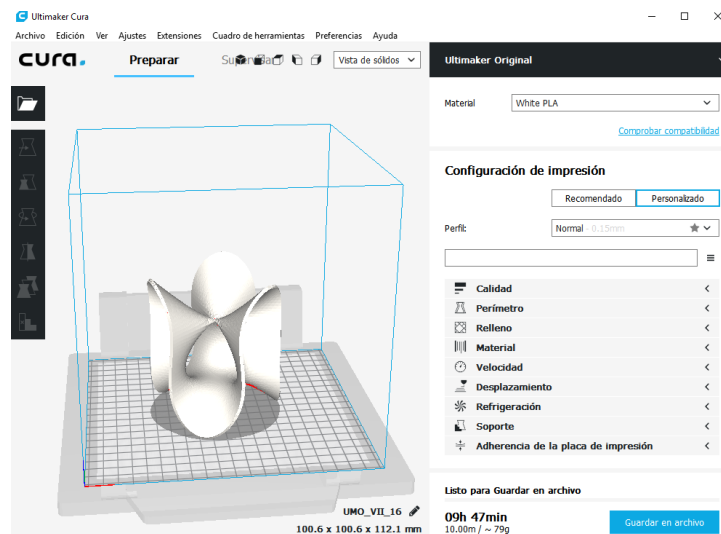 Ultimaker Cura
Archivo Edición Ver Ajustes Extensiones Cuadro de herramientas Preferencias Ayuda
cura.
Preparar
Vista de sólidos
Ultimaker Original
Material White PLA
Comprobar compatibilidad
Configuración de impresión
Recomendado Personalizado
Perfil: Normal - 0.15mm
Calidad
Perímetro
Relleno
Material
Velocidad
Desplazamiento
Refrigeración
Soporte
Adherencia de la placa de impresión
Listo para Guardar en archivo
UMO_VII_16
100.6 x 100.6 x 112.1 mm
09h 47min
10.00m / ~ 79g
Guardar en archivo